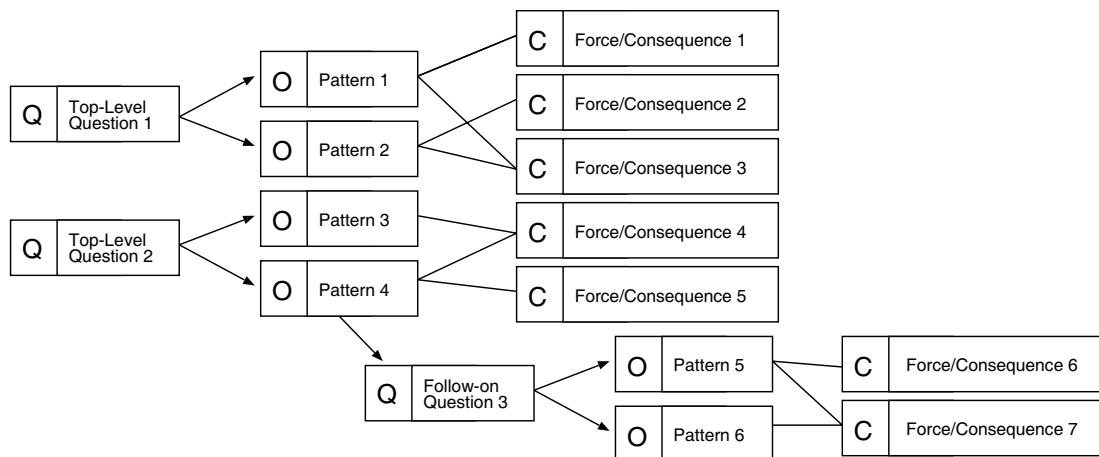 C Force/Consequence 1
O Pattern 1
Q Top-Level
Question 1
C Force/Consequence 2
O Pattern 2
C Force/Consequence 3
O Pattern 3
Q Top-Level
Question 2
C Force/Consequence 4
O Pattern 4
C Force/Consequence 5
Q Follow-on
Question 3
O Pattern 5
C Force/Consequence 6
O Pattern 6
C Force/Consequence 7